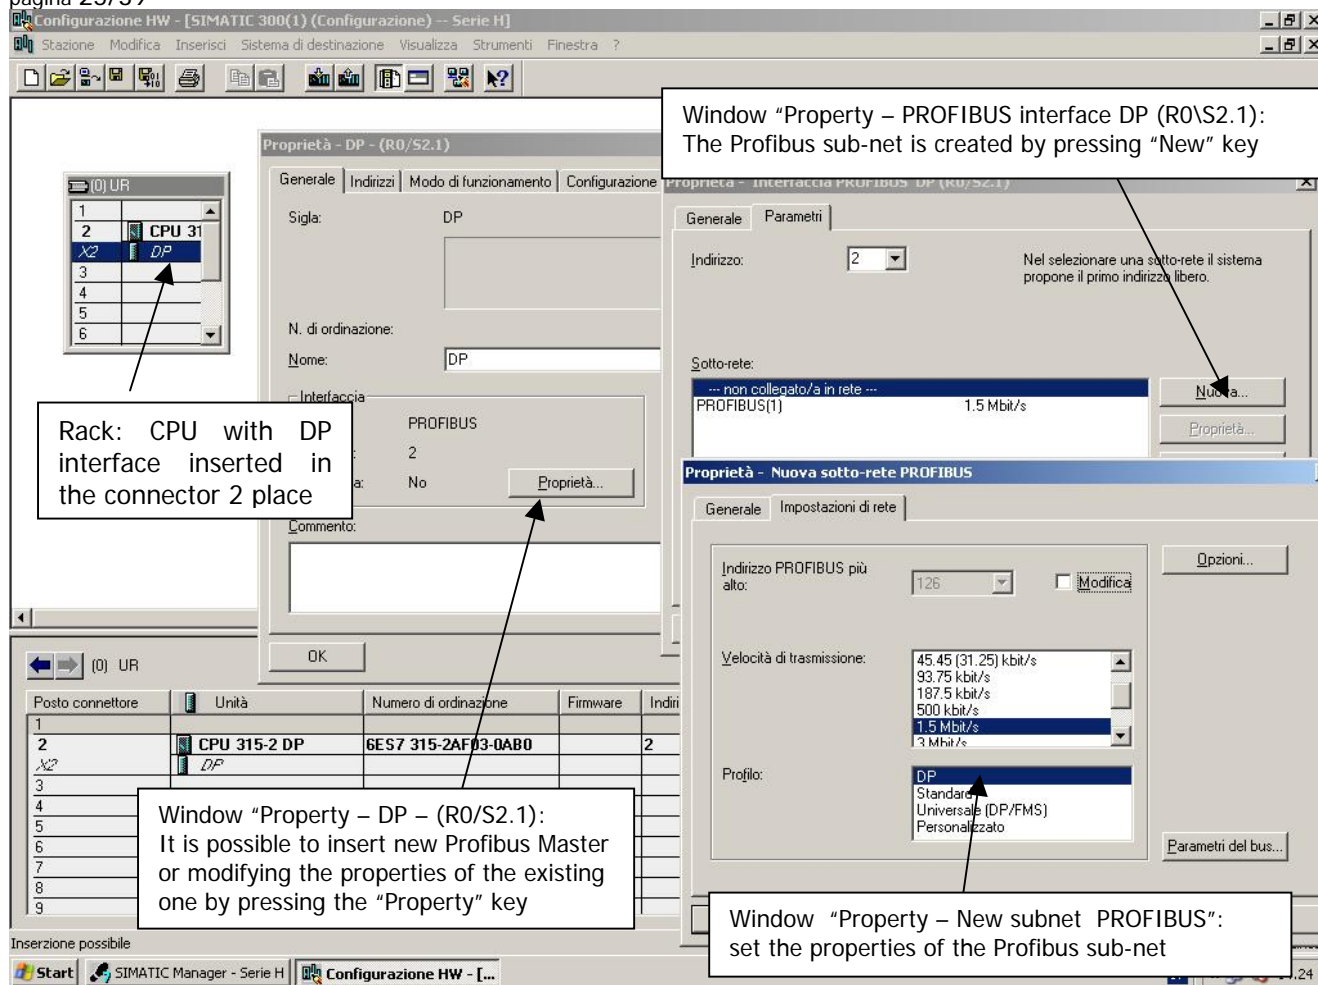 pagina 25/39
Configurazione HW - [SIMATIC 300(1) (Configurazione) -- Serie H]
Stazione Modifica Inserisci Sistema di destinazione Visualizza Strumenti Finestra ?
Window “Property – PROFIBUS interface DP (R0\S2.1):
The Profibus sub-net is created by pressing “New” key
Proprietà - DP - (R0/S2.1)
Generale Indirizzi Modo di funzionamento Configurazione
Sigla: DP
N. di ordinazione:
Nome: DP
Interfaccia
PROFIBUS
2
No Proprietà...
Commento:
OK
(0) UR
1
2 CPU 31
X2 DP
3
4
5
6
Rack: CPU with DP
interface inserted in
the connector 2 place
Proprietà - Interfaccia PROFIBUS DP (R0/S2.1)
Generale Parametri
Indirizzo: 2
Nel selezionare una sotto-rete il sistema
propone il primo indirizzo libero.
Sotto-rete:
--- non collegato/a in rete ---
PROFIBUS(1) 1.5 Mbit/s
Nuova...
Proprietà...
Proprietà - Nuova sotto-rete PROFIBUS
Generale Impostazioni di rete
Indirizzo PROFIBUS più
alto:
126 Modifica
Opzioni...
Velocità di trasmissione:
45.45 (31.25) kbit/s
93.75 kbit/s
187.5 kbit/s
500 kbit/s
1.5 Mbit/s
3 Mbit/s
Profilo:
DP
Standard
Universale (DP/FMS)
Personalizzato
Parametri del bus...
Window “Property – New subnet PROFIBUS”:
set the properties of the Profibus sub-net
(0) UR
Posto connettore Unità Numero di ordinazione Firmware Indiri
1
2 CPU 315-2 DP 6ES7 315-2AF03-0AB0 2
X2 DP
3
4
5
6
7
8
9
Window “Property – DP – (R0/S2.1):
It is possible to insert new Profibus Master
or modifying the properties of the existing
one by pressing the “Property” key
Inserzione possibile
Start SIMATIC Manager - Serie H Configurazione HW - [...